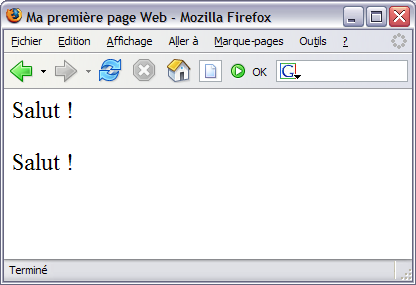 Ma première page Web - Mozilla Firefox
Fichier Edition Affichage Aller à Marque-pages Outils ?
OK G
Salut !
Salut !
Terminé